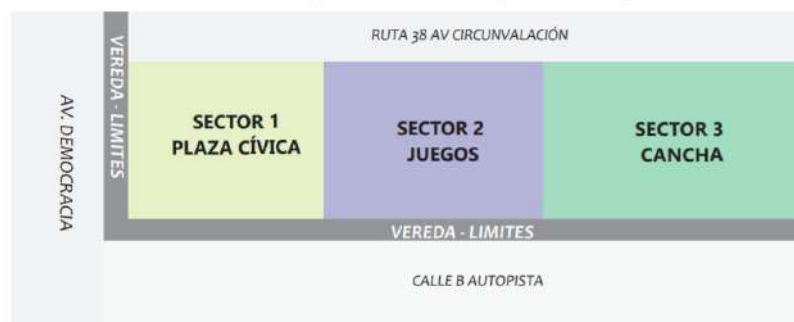 RUTA 38 AV CIRCUNVALACIÓN
AV. DEMOCRACIA
VEREDA - LIMITES
SECTOR 1
PLAZA CÍVICA
SECTOR 2
JUEGOS
SECTOR 3
CANCHA
VEREDA - LIMITES
CALLE B AUTOPISTA